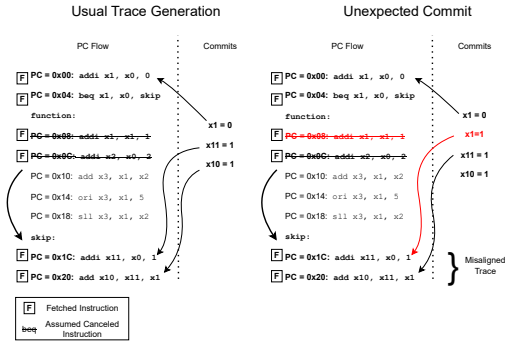 Usual Trace Generation
PC Flow
Commits
F PC = 0x00: addi x1, x0, 0
F PC = 0x04: beq x1, x0, skip
function:
F PC = 0x08: addi x1, x1, 1
F PC = 0x0C: addi x2, x0, 2
PC = 0x10: add x3, x1, x2
PC = 0x14: ori x3, x1, 5
PC = 0x18: sll x3, x1, x2
skip:
F PC = 0x1C: addi x11, x0, 1
F PC = 0x20: add x10, x11, x1
x1 = 0
x11 = 1
x10 = 1
F Fetched Instruction
beq Assumed Canceled
Instruction
Unexpected Commit
PC Flow
Commits
F PC = 0x00: addi x1, x0, 0
F PC = 0x04: beq x1, x0, skip
function:
F PC = 0x08: addi x1, x1, 1
F PC = 0x0C: addi x2, x0, 2
PC = 0x10: add x3, x1, x2
PC = 0x14: ori x3, x1, 5
PC = 0x18: sll x3, x1, x2
skip:
F PC = 0x1C: addi x11, x0, 1
F PC = 0x20: add x10, x11, x1
x1 = 0
x1=1
x11 = 1
x10 = 1
} Misaligned
Trace